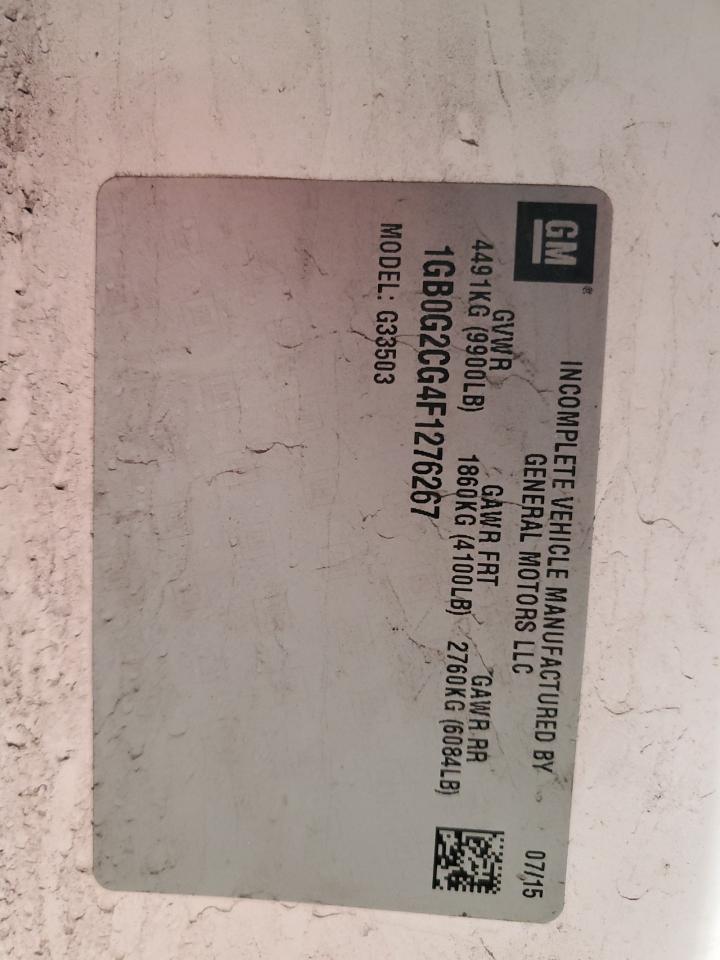 GM®
INCOMPLETE VEHICLE MANUFACTURED BY
GENERAL MOTORS LLC
07/15
GVWR GAWR FRT GAWR RR
4491KG (9900LB) 1860KG (4100LB) 2760KG (6084LB)
1GB0G2CG4F1276267
MODEL: G33503